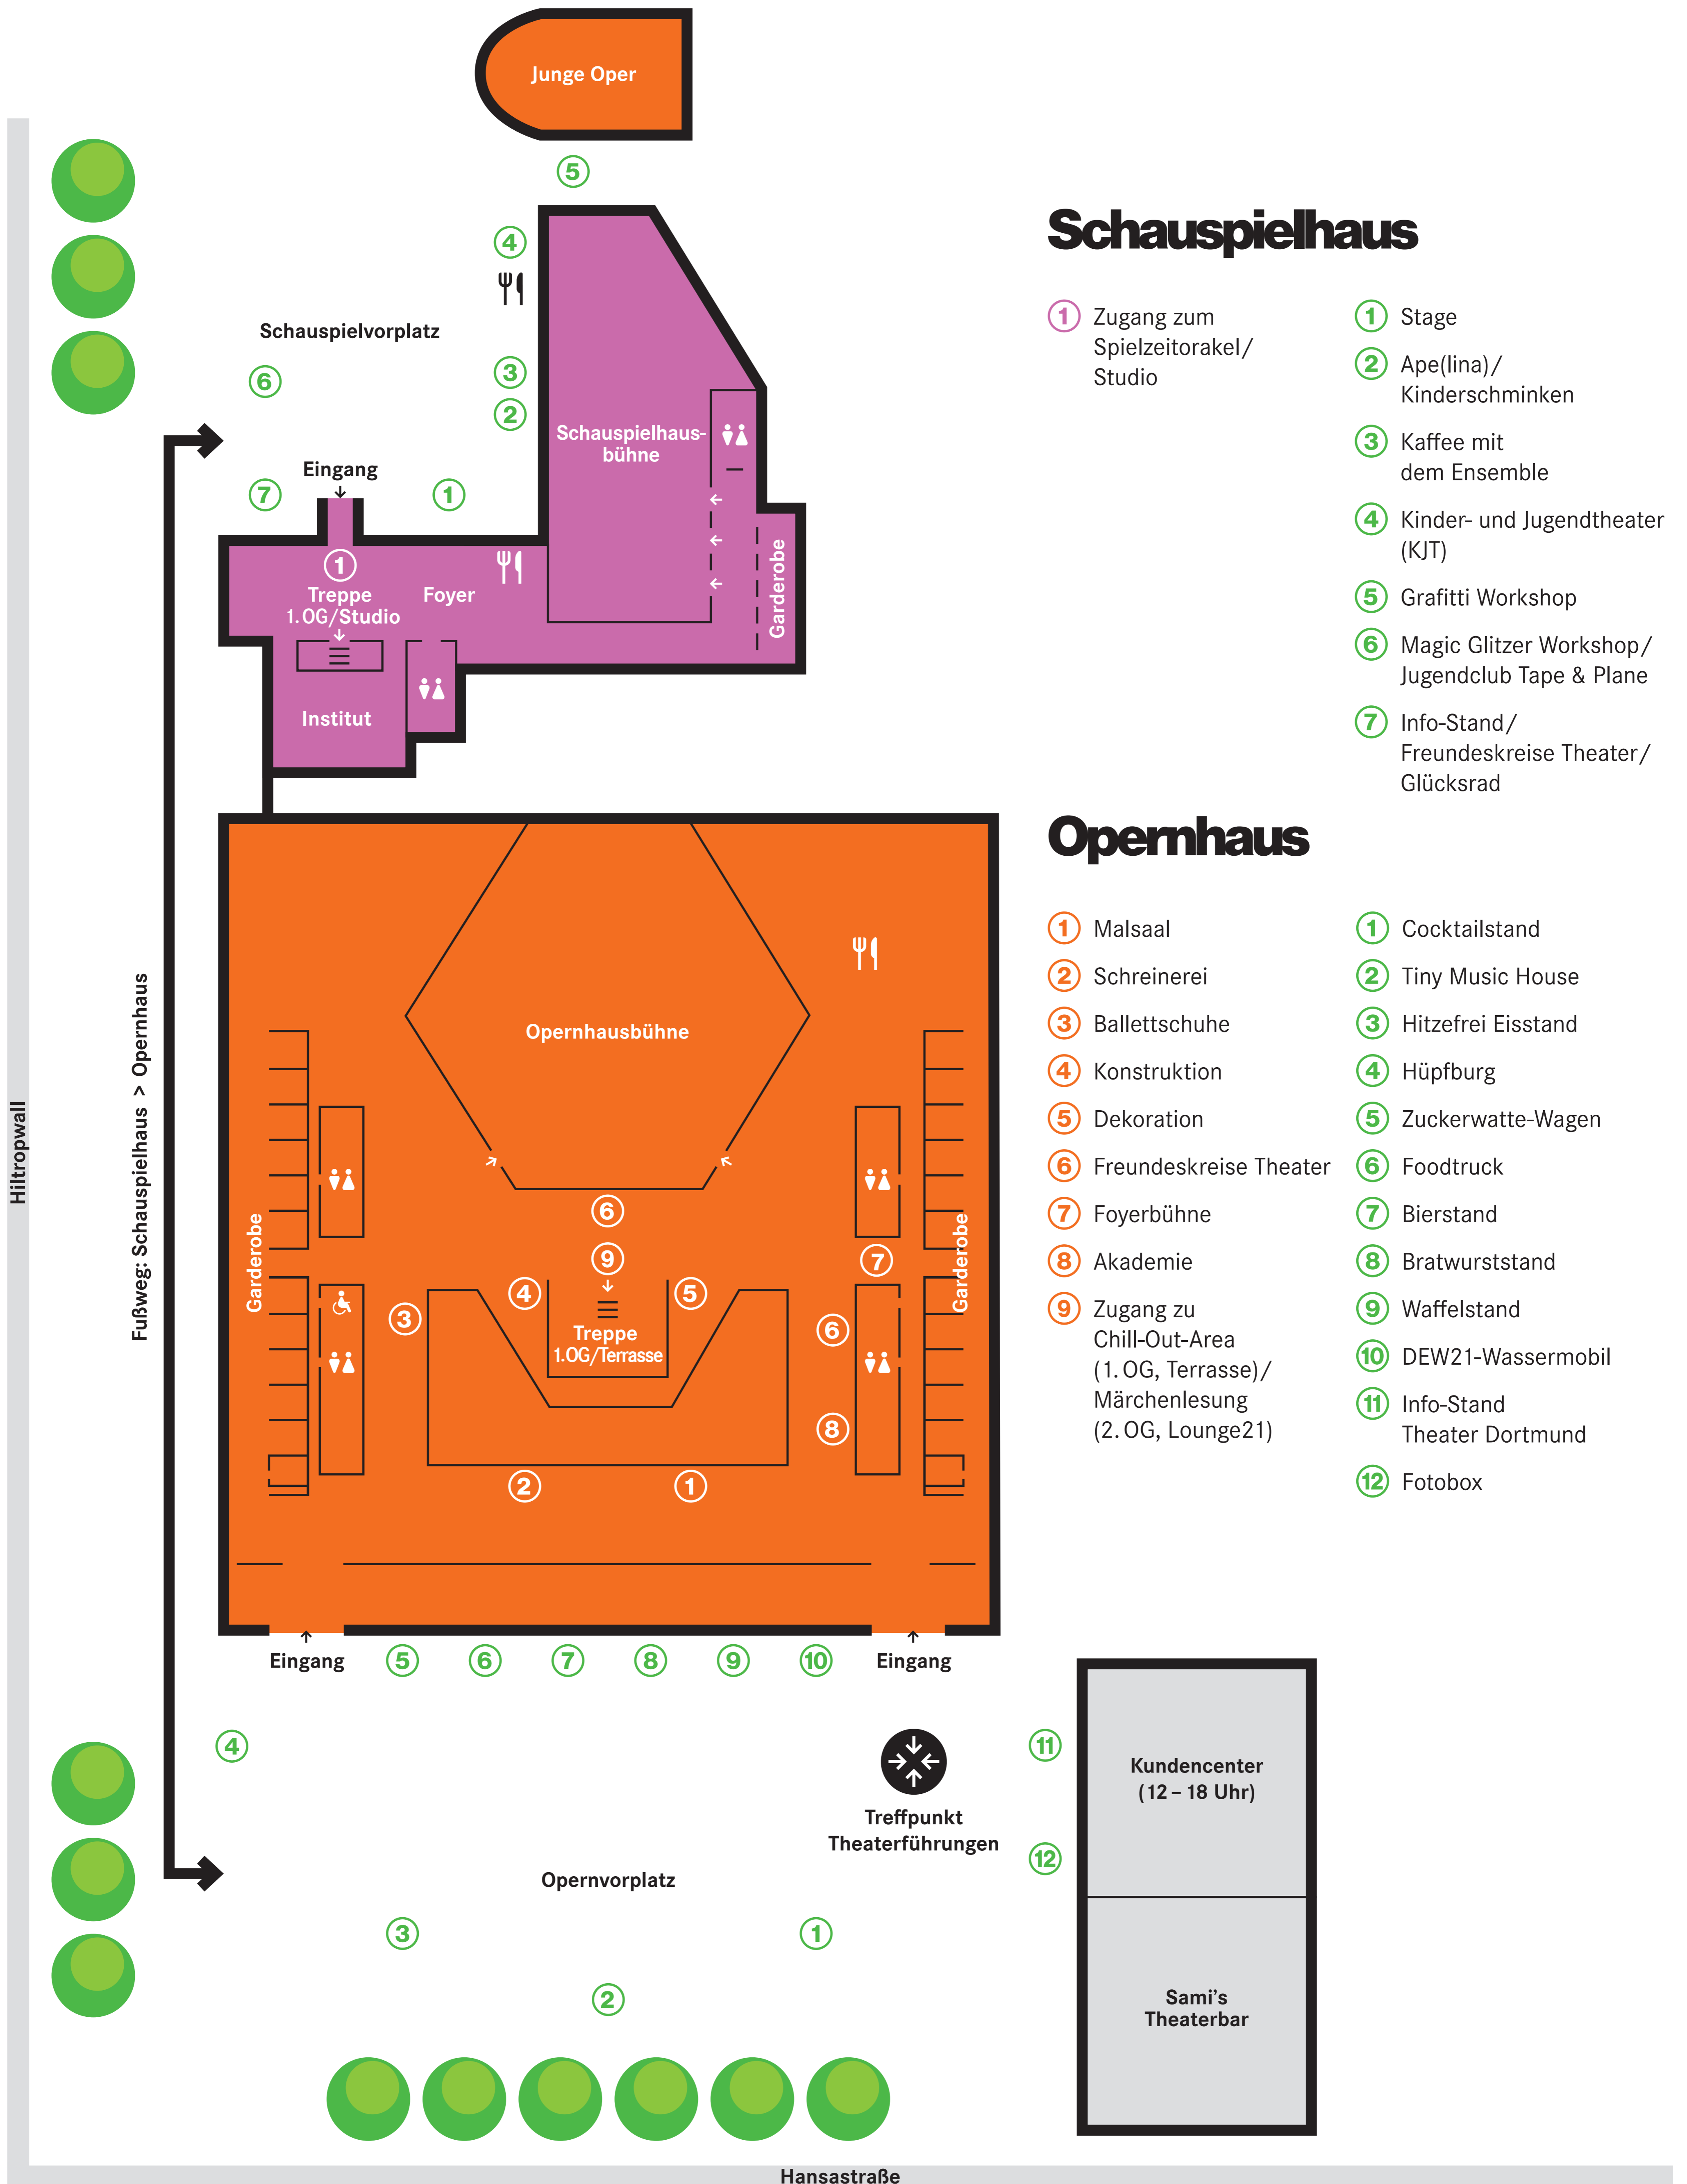 Junge Oper
5
4
Schauspielvorplatz
6
3
2
Schauspielhaus-
bühne
Eingang
7
1
1
Treppe
1. OG/Studio
Foyer
Garderobe
Institut
Schauspielhaus
1 Zugang zum
Spielzeitorakel/
Studio
1 Stage
2 Ape(lina)/
Kinderschminken
3 Kaffee mit
dem Ensemble
4 Kinder- und Jugendtheater
(KJT)
5 Grafitti Workshop
6 Magic Glitzer Workshop/
Jugendclub Tape & Plane
7 Info-Stand/
Freundeskreise Theater/
Glücksrad
Opernhaus
1 Malsaal
2 Schreinerei
3 Ballettschuhe
4 Konstruktion
5 Dekoration
6 Freundeskreise Theater
7 Foyerbühne
8 Akademie
9 Zugang zu
Chill-Out-Area
(1. OG, Terrasse)/
Märchenlesung
(2. OG, Lounge21)
1 Cocktailstand
2 Tiny Music House
3 Hitzefrei Eisstand
4 Hüpfburg
5 Zuckerwatte-Wagen
6 Foodtruck
7 Bierstand
8 Bratwurststand
9 Waffelstand
10 DEW21-Wassermobil
11 Info-Stand
Theater Dortmund
12 Fotobox
Hiltropwall
Fußweg: Schauspielhaus > Opernhaus
Opernhausbühne
Garderobe
Garderobe
6
9
7
4
5
3
6
Treppe
1.OG/Terrasse
8
2
1
Eingang
5
6
7
8
9
10
Eingang
4
11
Treffpunkt
Theaterführungen
12
Kundencenter
(12 – 18 Uhr)
Opernvorplatz
3
1
2
Sami's
Theaterbar
Hansastraße